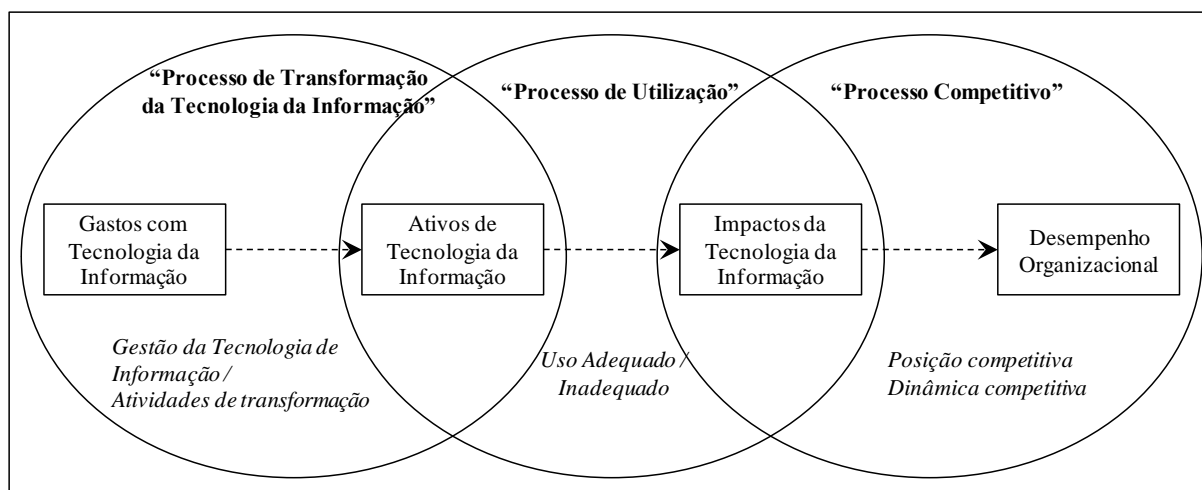 “Processo de Transformação
da Tecnologia da Informação”
“Processo de Utilização”
“Processo Competitivo”
Gastos com
Tecnologia da
Informação
Ativos de
Tecnologia da
Informação
Impactos da
Tecnologia da
Informação
Desempenho
Organizacional
Gestão da Tecnologia de
Informação /
Atividades de transformação
Uso Adequado /
Inadequado
Posição competitiva
Dinâmica competitiva